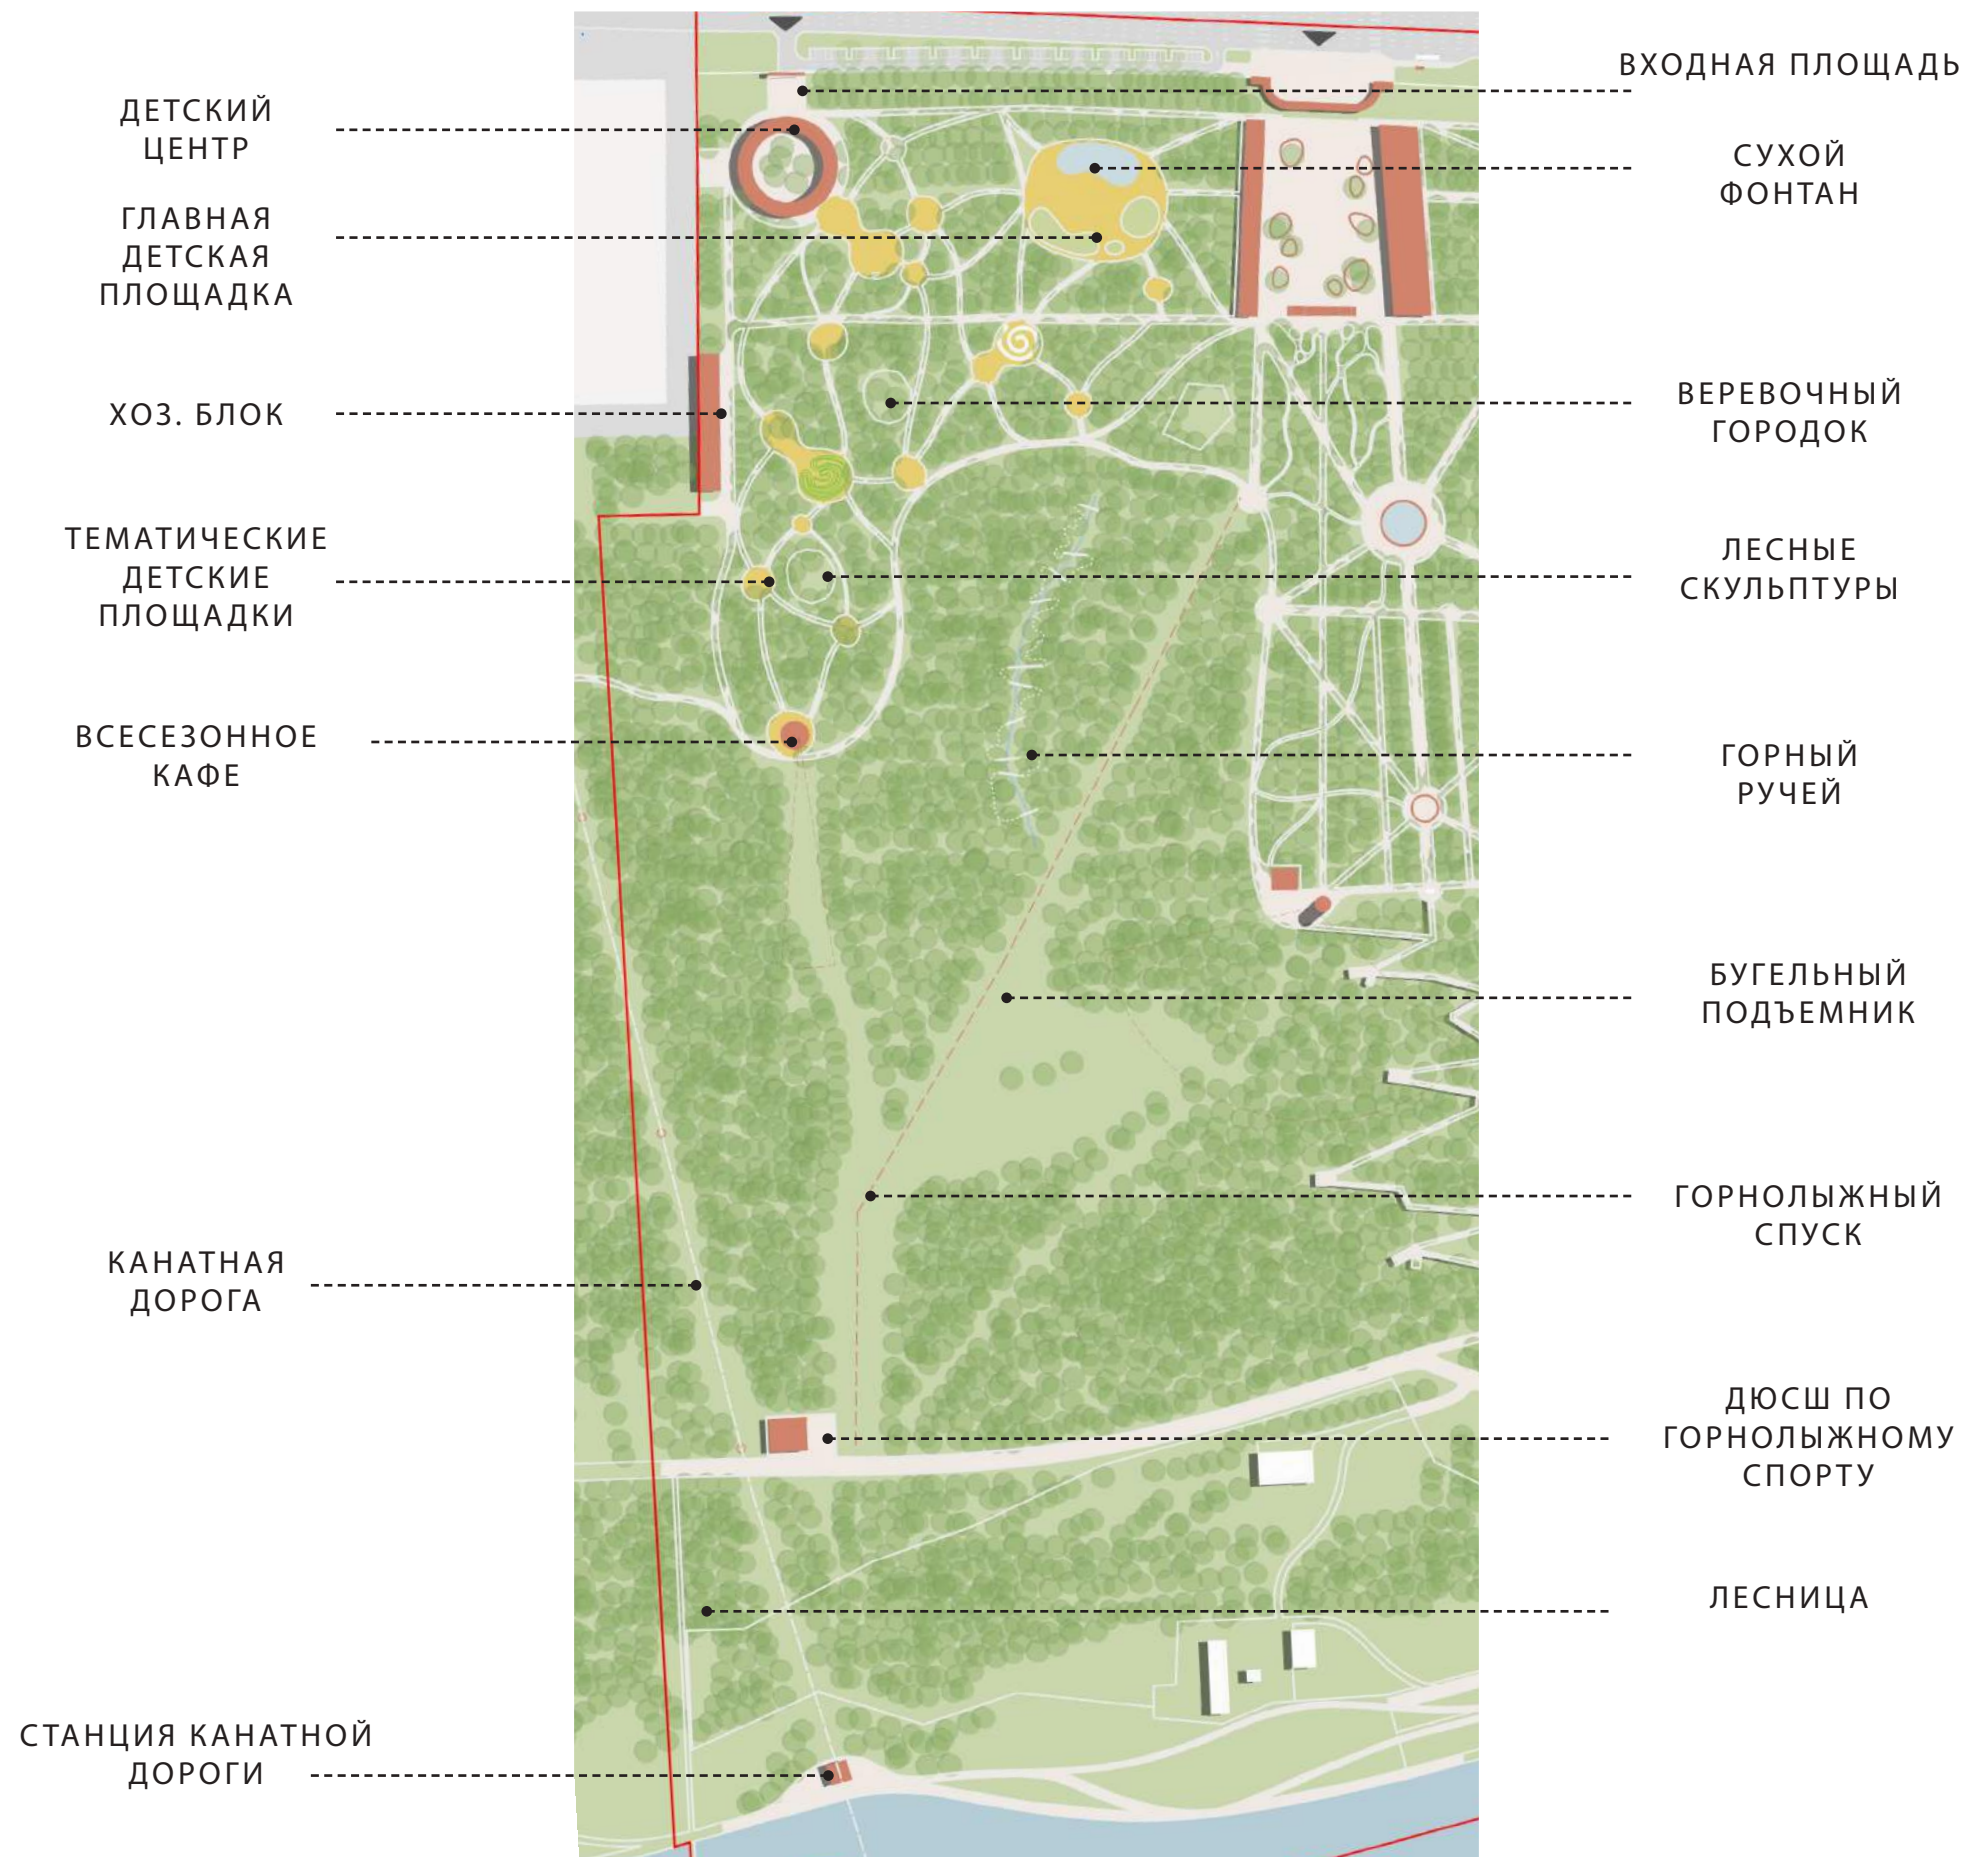 ДЕТСКИЙ
ЦЕНТР
ГЛАВНАЯ
ДЕТСКАЯ
ПЛОЩАДКА
ХОЗ. БЛОК
ТЕМАТИЧЕСКИЕ
ДЕТСКИЕ
ПЛОЩАДКИ
ВСЕСЕЗОННОЕ
КАФЕ
КАНАТНАЯ
ДОРОГА
СТАНЦИЯ КАНАТНОЙ
ДОРОГИ
ВХОДНАЯ ПЛОЩАДЬ
СУХОЙ
ФОНТАН
ВЕРЕВОЧНЫЙ
ГОРОДОК
ЛЕСНЫЕ
СКУЛЬПТУРЫ
ГОРНЫЙ
РУЧЕЙ
БУГЕЛЬНЫЙ
ПОДЪЕМНИК
ГОРНОЛЫЖНЫЙ
СПУСК
ДЮСШ ПО
ГОРНОЛЫЖНОМУ
СПОРТУ
ЛЕСНИЦА